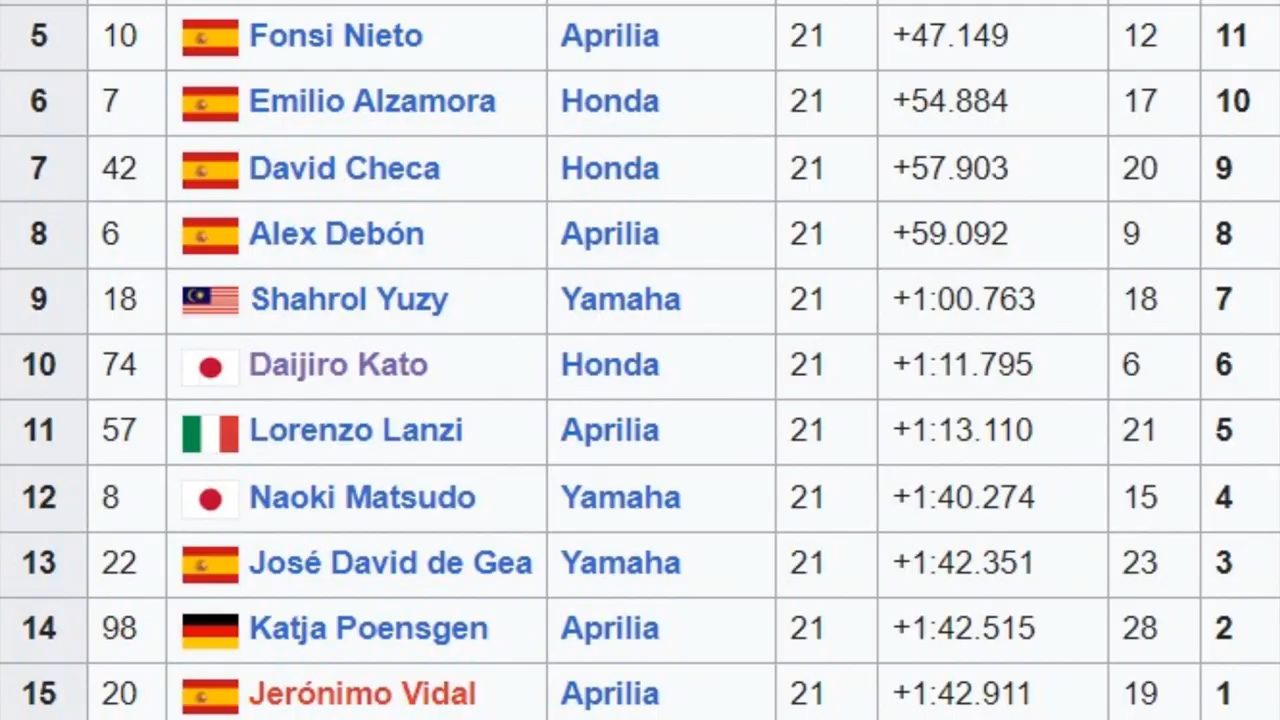 5 10 Fonsi Nieto Aprilia 21 +47.149 12 11
6 7 Emilio Alzamora Honda 21 +54.884 17 10
7 42 David Checa Honda 21 +57.903 20 9
8 6 Alex Debón Aprilia 21 +59.092 9 8
9 18 Shahrol Yuzy Yamaha 21 +1:00.763 18 7
10 74 Daijiro Kato Honda 21 +1:11.795 6 6
11 57 Lorenzo Lanzi Aprilia 21 +1:13.110 21 5
12 8 Naoki Matsudo Yamaha 21 +1:40.274 15 4
13 22 José David de Gea Yamaha 21 +1:42.351 23 3
14 98 Katja Poensgen Aprilia 21 +1:42.515 28 2
15 20 Jerónimo Vidal Aprilia 21 +1:42.911 19 1